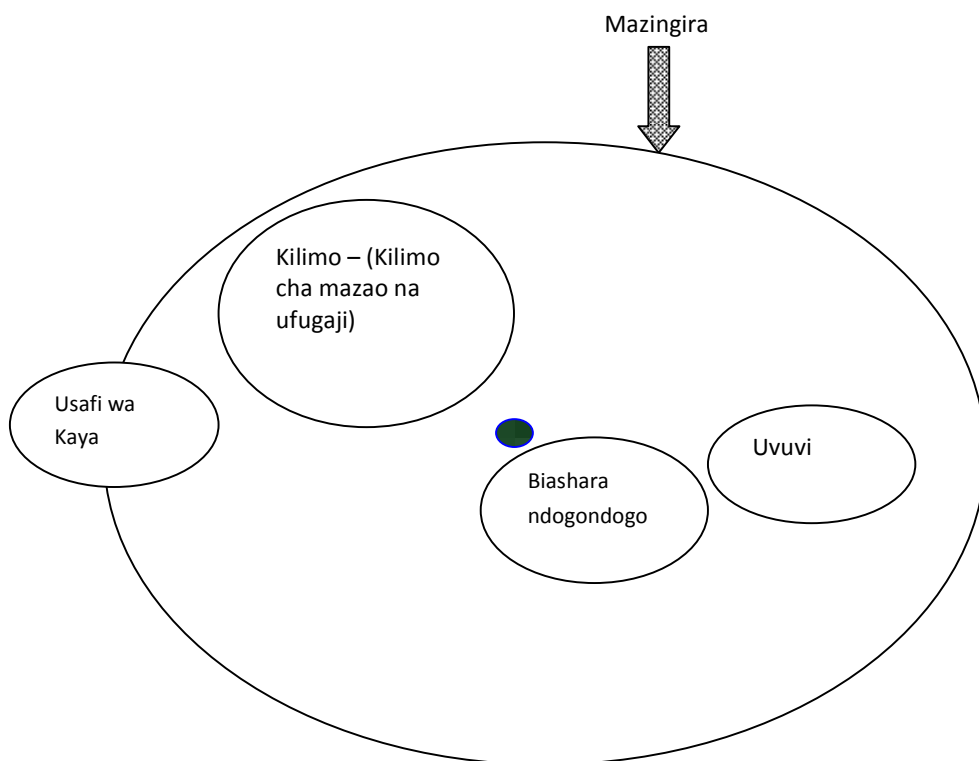 Mazingira
Kilimo – (Kilimo
cha mazao na
ufugaji)
Usafi wa
Kaya
Uvuvi
Biashara
ndogondogo